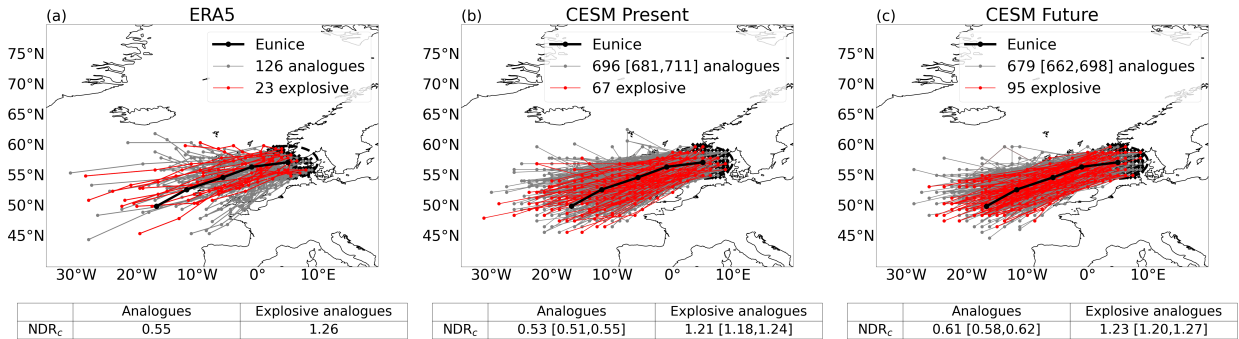 (a) ERA5
Eunice
126 analogues
23 explosive
75°N
70°N
65°N
60°N
55°N
50°N
45°N
30°W 20°W 10°W 0° 10°E
Analogues Explosive analogues
NDRc 0.55 1.26
(b) CESM Present
Eunice
696 [681,711] analogues
67 explosive
75°N
70°N
65°N
60°N
55°N
50°N
45°N
30°W 20°W 10°W 0° 10°E
Analogues Explosive analogues
NDRc 0.53 [0.51,0.55] 1.21 [1.18,1.24]
(c) CESM Future
Eunice
679 [662,698] analogues
95 explosive
75°N
70°N
65°N
60°N
55°N
50°N
45°N
30°W 20°W 10°W 0° 10°E
Analogues Explosive analogues
NDRc 0.61 [0.58,0.62] 1.23 [1.20,1.27]